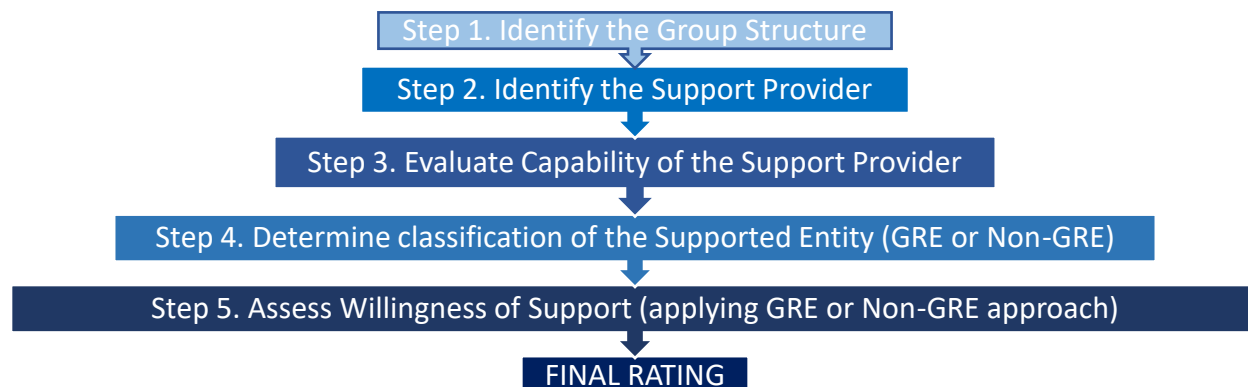 Step 1. Identify the Group Structure
Step 2. Identify the Support Provider
Step 3. Evaluate Capability of the Support Provider
Step 4. Determine classification of the Supported Entity (GRE or Non-GRE)
Step 5. Assess Willingness of Support (applying GRE or Non-GRE approach)
FINAL RATING